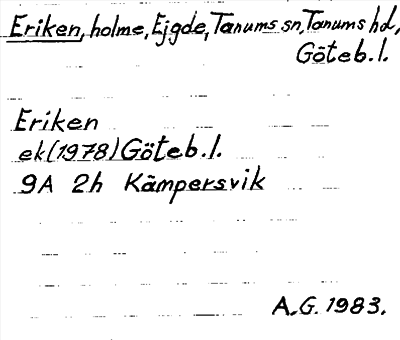 Eriken, holme, Ejgde, Tanums sn, Tanums hd,
Göteb. l.
Eriken
ek (1978) Göteb. l.
9A 2h Kämpersvik
A.G. 1983.